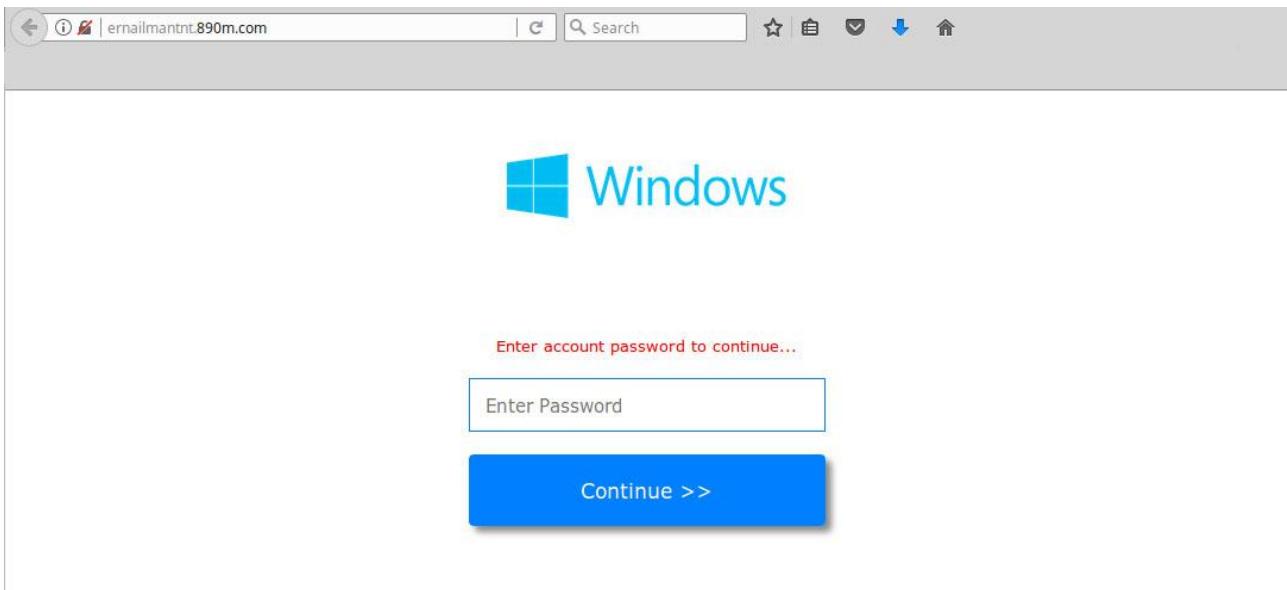 ernailmantnt.890m.com
Search
Windows
Enter account password to continue...
Enter Password
Continue >>